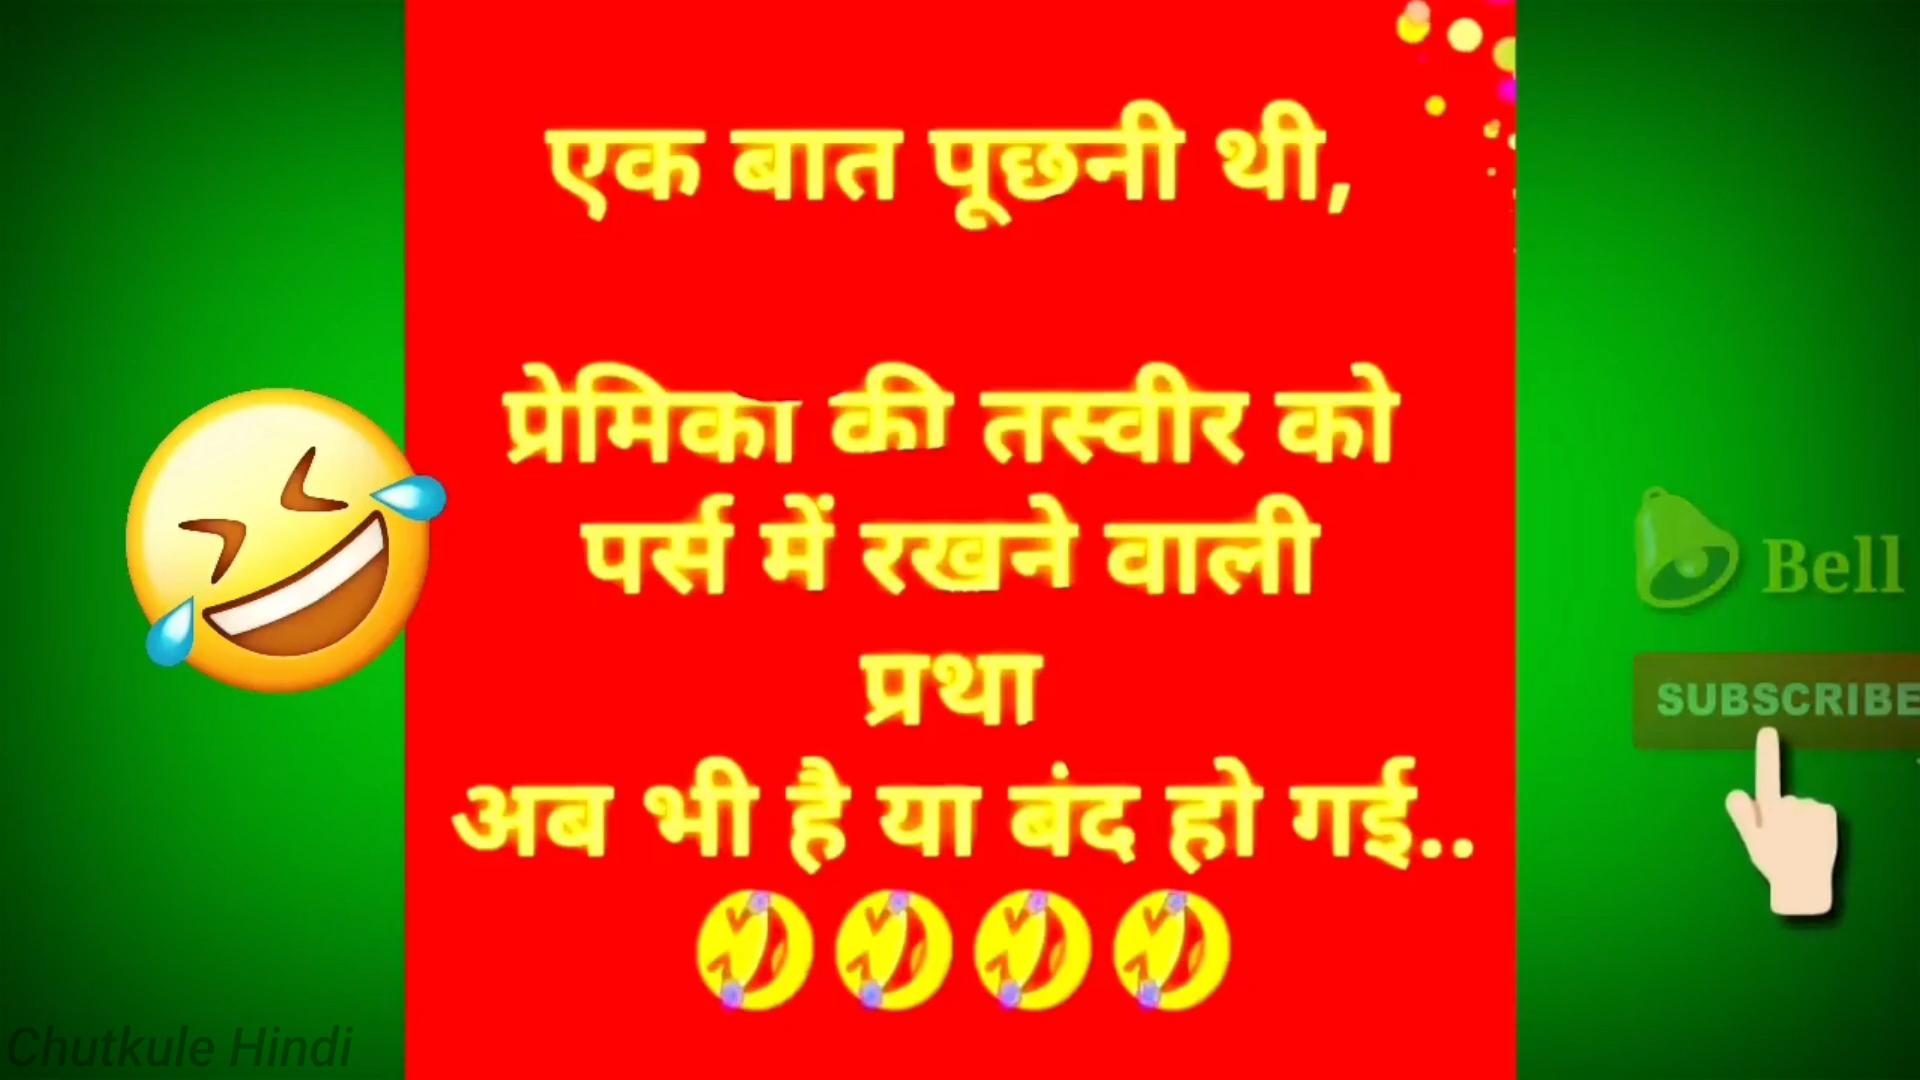 एक बात पूछनी थी,
प्रेमिका की तस्वीर को
पर्स में रखने वाली
प्रथा
अब भी है या बंद हो गई..
🤣🤣🤣🤣
Bell
SUBSCRIBE
Chutkule Hindi